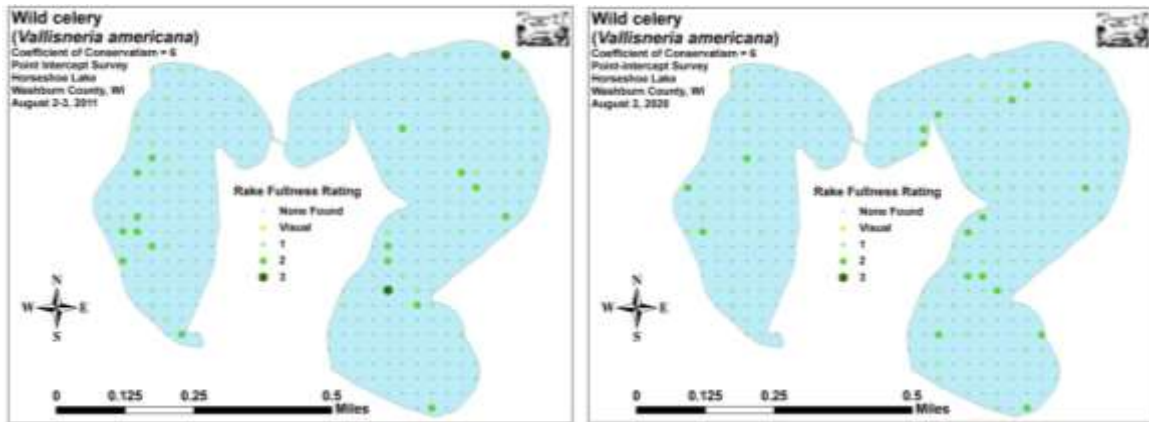 Wild celery
(Vallisneria americana)
Coefficient of Conservatism = 6
Point Intercept Survey
Horseshoe Lake
Washburn County, WI
August 2-3, 2011
Rake Fullness Rating
None Found
Visual
1
2
3
N
W E
S
0 0.125 0.25 0.5
Miles
Wild celery
(Vallisneria americana)
Coefficient of Conservatism = 6
Point-intercept Survey
Horseshoe Lake
Washburn County, WI
August 3, 2020
Rake Fullness Rating
None Found
Visual
1
2
3
N
W E
S
0 0.125 0.25 0.5
Miles